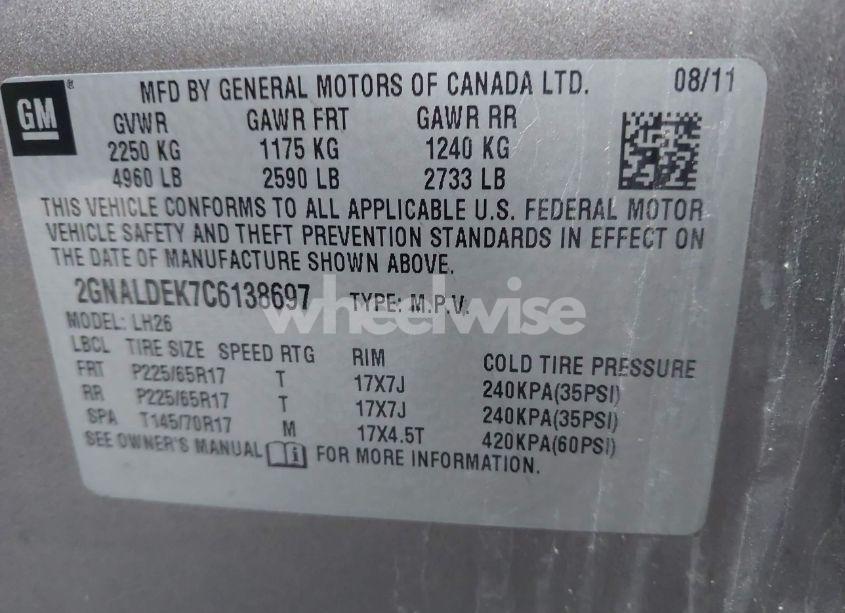 GM ®
MFD BY GENERAL MOTORS OF CANADA LTD. 08/11
GVWR GAWR FRT GAWR RR
2250 KG 1175 KG 1240 KG
4960 LB 2590 LB 2733 LB
THIS VEHICLE CONFORMS TO ALL APPLICABLE U.S. FEDERAL MOTOR
VEHICLE SAFETY AND THEFT PREVENTION STANDARDS IN EFFECT ON
THE DATE OF MANUFACTURE SHOWN ABOVE.
2GNALDEK7C6138697 TYPE: M.P.V.
wheelwise
MODEL: LH26
LBCL TIRE SIZE SPEED RTG RIM COLD TIRE PRESSURE
FRT P225/65R17 T 17X7J 240KPA(35PSI)
RR P225/65R17 T 17X7J 240KPA(35PSI)
SPA T145/70R17 M 17X4.5T 420KPA(60PSI)
SEE OWNER'S MANUAL FOR MORE INFORMATION.